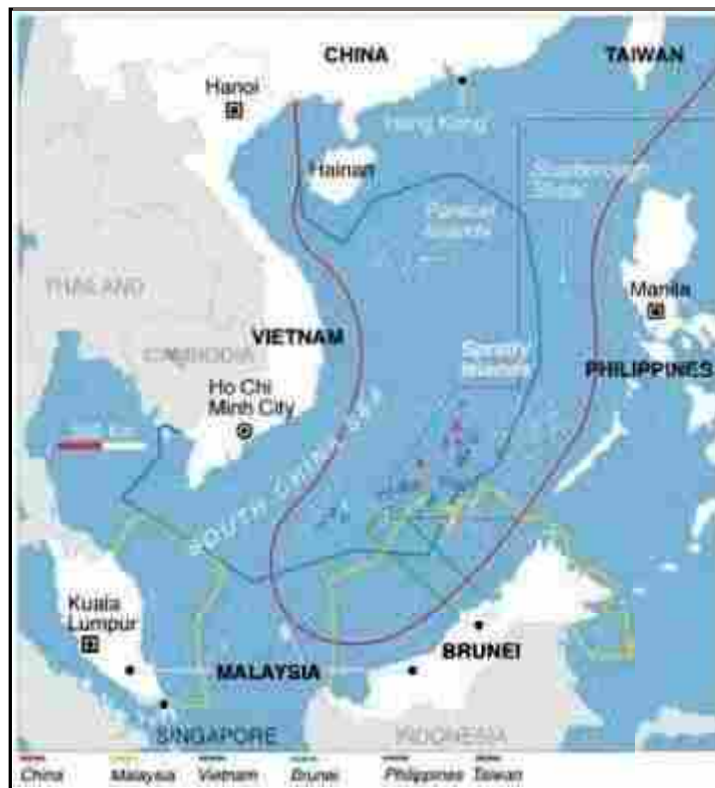 CHINA
TAIWAN
Hanoi
Hong Kong
Hainan
Scarborough
Shoal
Paracel
Islands
THAILAND
Manila
VIETNAM
CAMBODIA
Spratly
Islands
PHILIPPINES
Ho Chi
Minh City
SOUTH CHINA SEA
Kuala
Lumpur
MALAYSIA
BRUNEI
SINGAPORE
INDONESIA
China
Malaysia
Vietnam
Brunei
Philippines
Taiwan